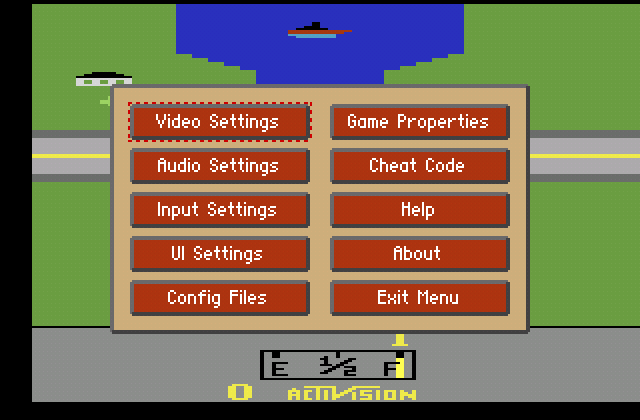 Video Settings
Game Properties
Audio Settings
Cheat Code
Input Settings
Help
UI Settings
About
Config Files
Exit Menu
E 1/2 F
0 ACTIVISION